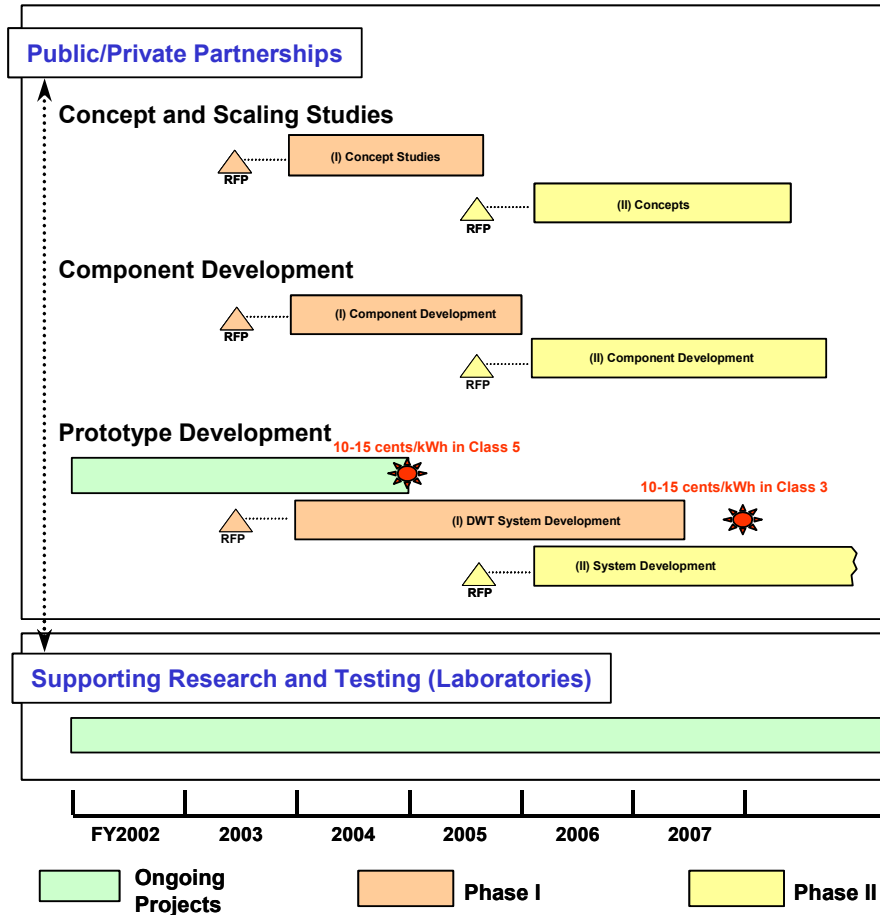 Public/Private Partnerships
Concept and Scaling Studies
(I) Concept Studies
RFP
(II) Concepts
RFP
Component Development
(I) Component Development
RFP
(II) Component Development
RFP
Prototype Development
10-15 cents/kWh in Class 5
10-15 cents/kWh in Class 3
(I) DWT System Development
RFP
(II) System Development
RFP
Supporting Research and Testing (Laboratories)
FY2002 2003 2004 2005 2006 2007
Ongoing
Projects
Phase I
Phase II